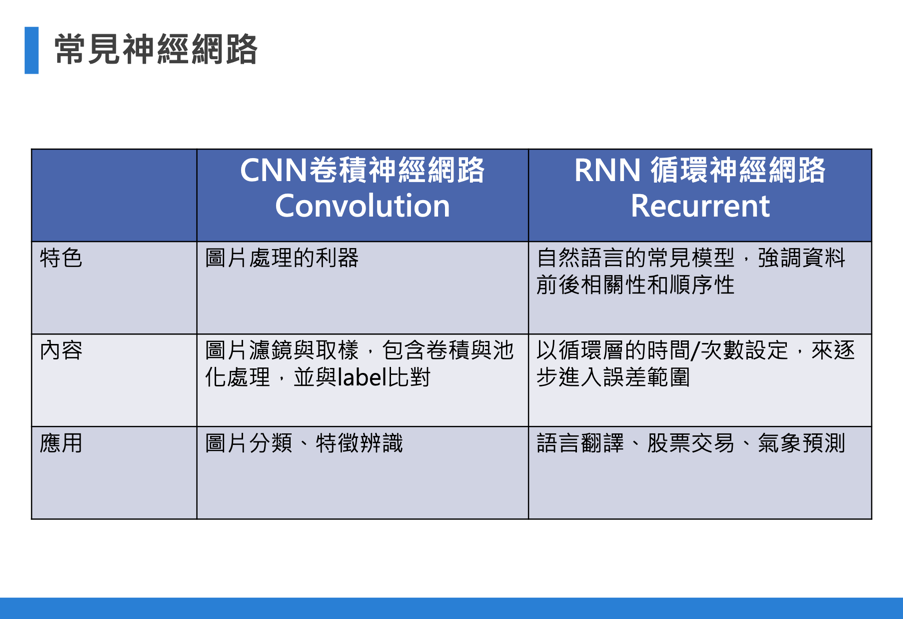 常見神經網路
CNN卷積神經網路
Convolution
RNN 循環神經網路
Recurrent
特色
圖片處理的利器
自然語言的常見模型，強調資料
前後相關性和順序性
內容
圖片濾鏡與取樣，包含卷積與池
化處理，並與label比對
以循環層的時間/次數設定，來逐
步進入誤差範圍
應用
圖片分類、特徵辨識
語言翻譯、股票交易、氣象預測